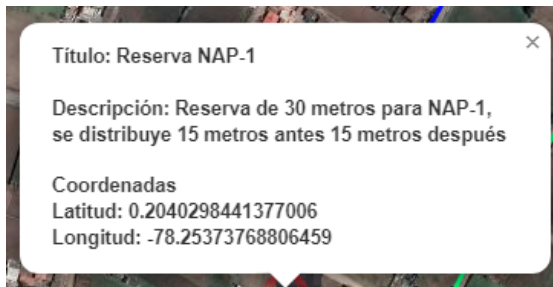 Título: Reserva NAP-1
Descripción: Reserva de 30 metros para NAP-1,
se distribuye 15 metros antes 15 metros después
Coordenadas
Latitud: 0.2040298441377006
Longitud: -78.25373768806459